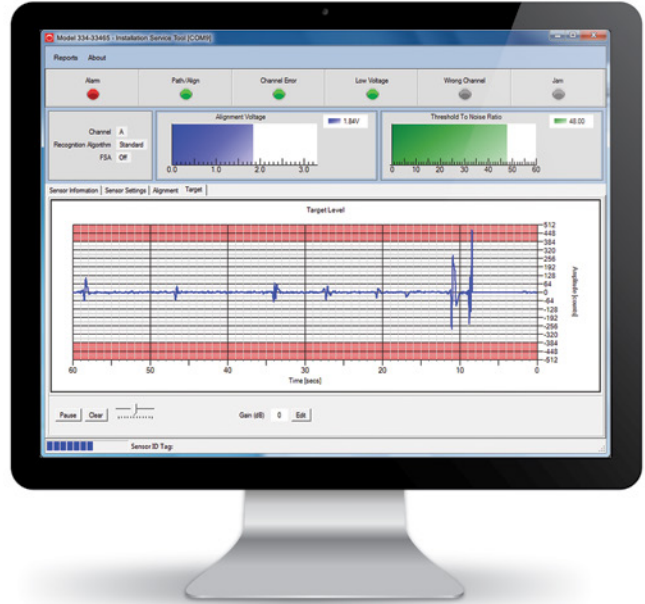 Model 334-33465 - Installation Service Tool [COM9]
Reports About
Alarm Path/Align Channel Error Low Voltage Wrong Channel Jam
Channel A
Recognition Algorithm Standard
FSA Off
Alignment Voltage
1.84V
0.0 1.0 2.0 3.0
Threshold To Noise Ratio
48.00
0 10 20 30 40 50 60
Sensor Information Sensor Settings Alignment Target
Target Level
512
448
384
320
256
192
128
64
0
-64
-128
-192
-256
-320
-384
-448
-512
Amplitude [counts]
60 50 40 30 20 10 0
Time [secs]
Pause Clear Gain (dB) 0 Edit
Sensor ID Tag: